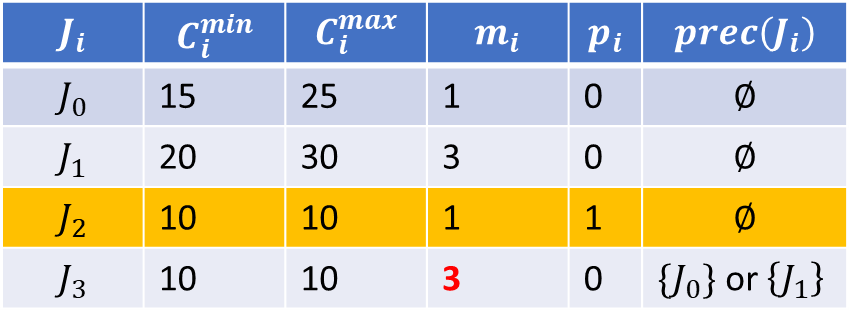 J_i C_i^min C_i^max m_i p_i prec(J_i)
J_0 15 25 1 0 ∅
J_1 20 30 3 0 ∅
J_2 10 10 1 1 ∅
J_3 10 10 3 0 {J_0} or {J_1}